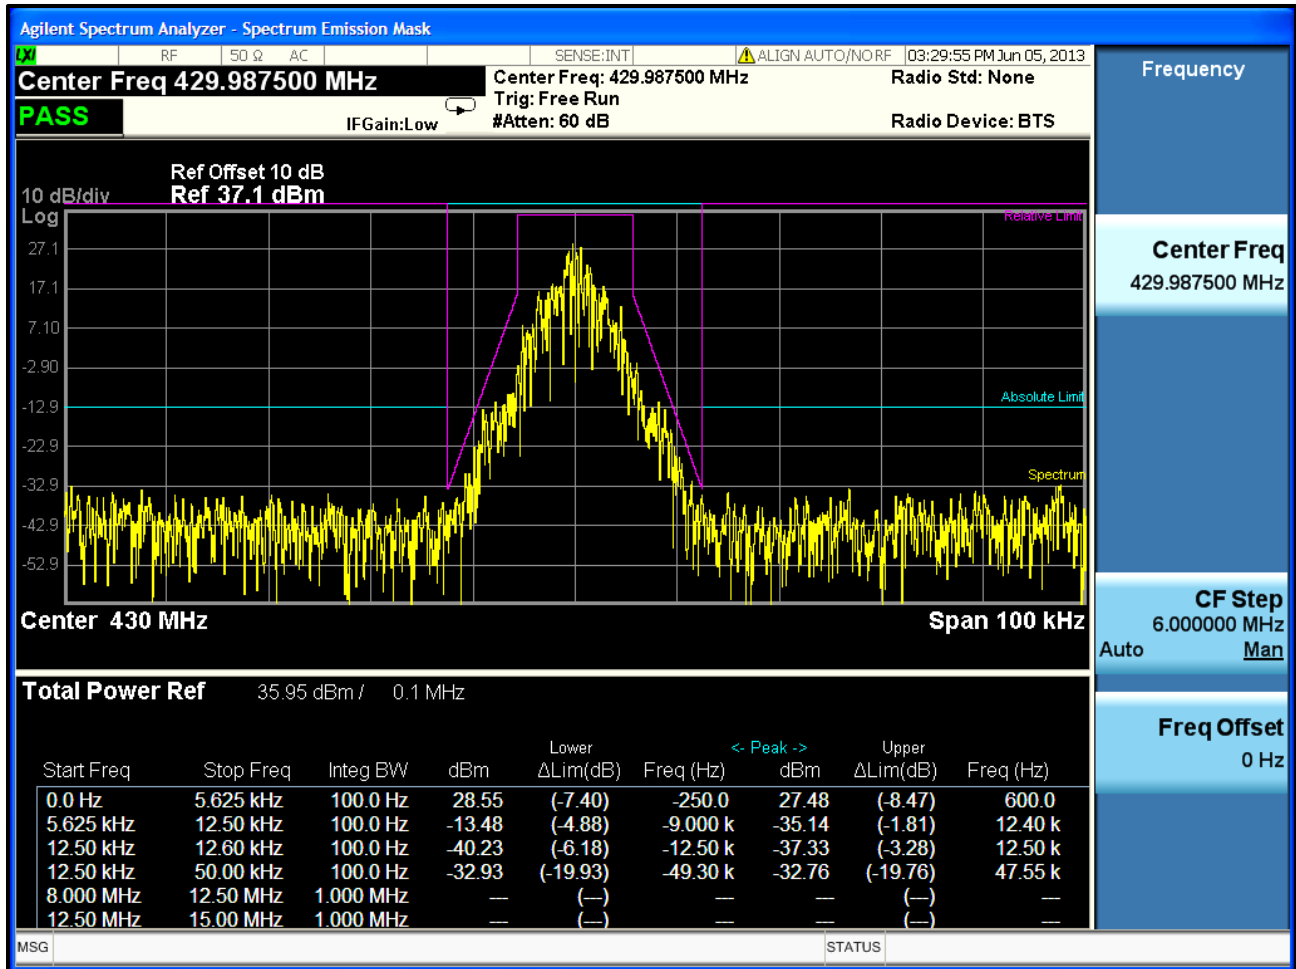 Agilent Spectrum Analyzer - Spectrum Emission Mask
LXI RF 50 Ω AC SENSE:INT ALIGN AUTO/NO RF 03:29:55 PM Jun 05, 2013
Center Freq 429.987500 MHz
Center Freq: 429.987500 MHz Radio Std: None
Trig: Free Run
PASS IFGain:Low #Atten: 60 dB Radio Device: BTS
Ref Offset 10 dB
10 dB/div Ref 37.1 dBm
Log
Relative Limit
27.1
17.1
7.10
-2.90
-12.9
Absolute Limit
-22.9
-32.9
Spectrum
-42.9
-52.9
Center 430 MHz Span 100 kHz
Total Power Ref 35.95 dBm / 0.1 MHz
Lower <- Peak -> Upper
Start Freq Stop Freq Integ BW dBm ΔLim(dB) Freq (Hz) dBm ΔLim(dB) Freq (Hz)
0.0 Hz 5.625 kHz 100.0 Hz 28.55 (-7.40) -250.0 27.48 (-8.47) 600.0
5.625 kHz 12.50 kHz 100.0 Hz -13.48 (-4.88) -9.000 k -35.14 (-1.81) 12.40 k
12.50 kHz 12.60 kHz 100.0 Hz -40.23 (-6.18) -12.50 k -37.33 (-3.28) 12.50 k
12.50 kHz 50.00 kHz 100.0 Hz -32.93 (-19.93) -49.30 k -32.76 (-19.76) 47.55 k
8.000 MHz 12.50 MHz 1.000 MHz --- (---) --- --- (---) ---
12.50 MHz 15.00 MHz 1.000 MHz --- (---) --- --- (---) ---
MSG STATUS
Frequency
Center Freq
429.987500 MHz
CF Step
6.000000 MHz
Auto Man
Freq Offset
0 Hz